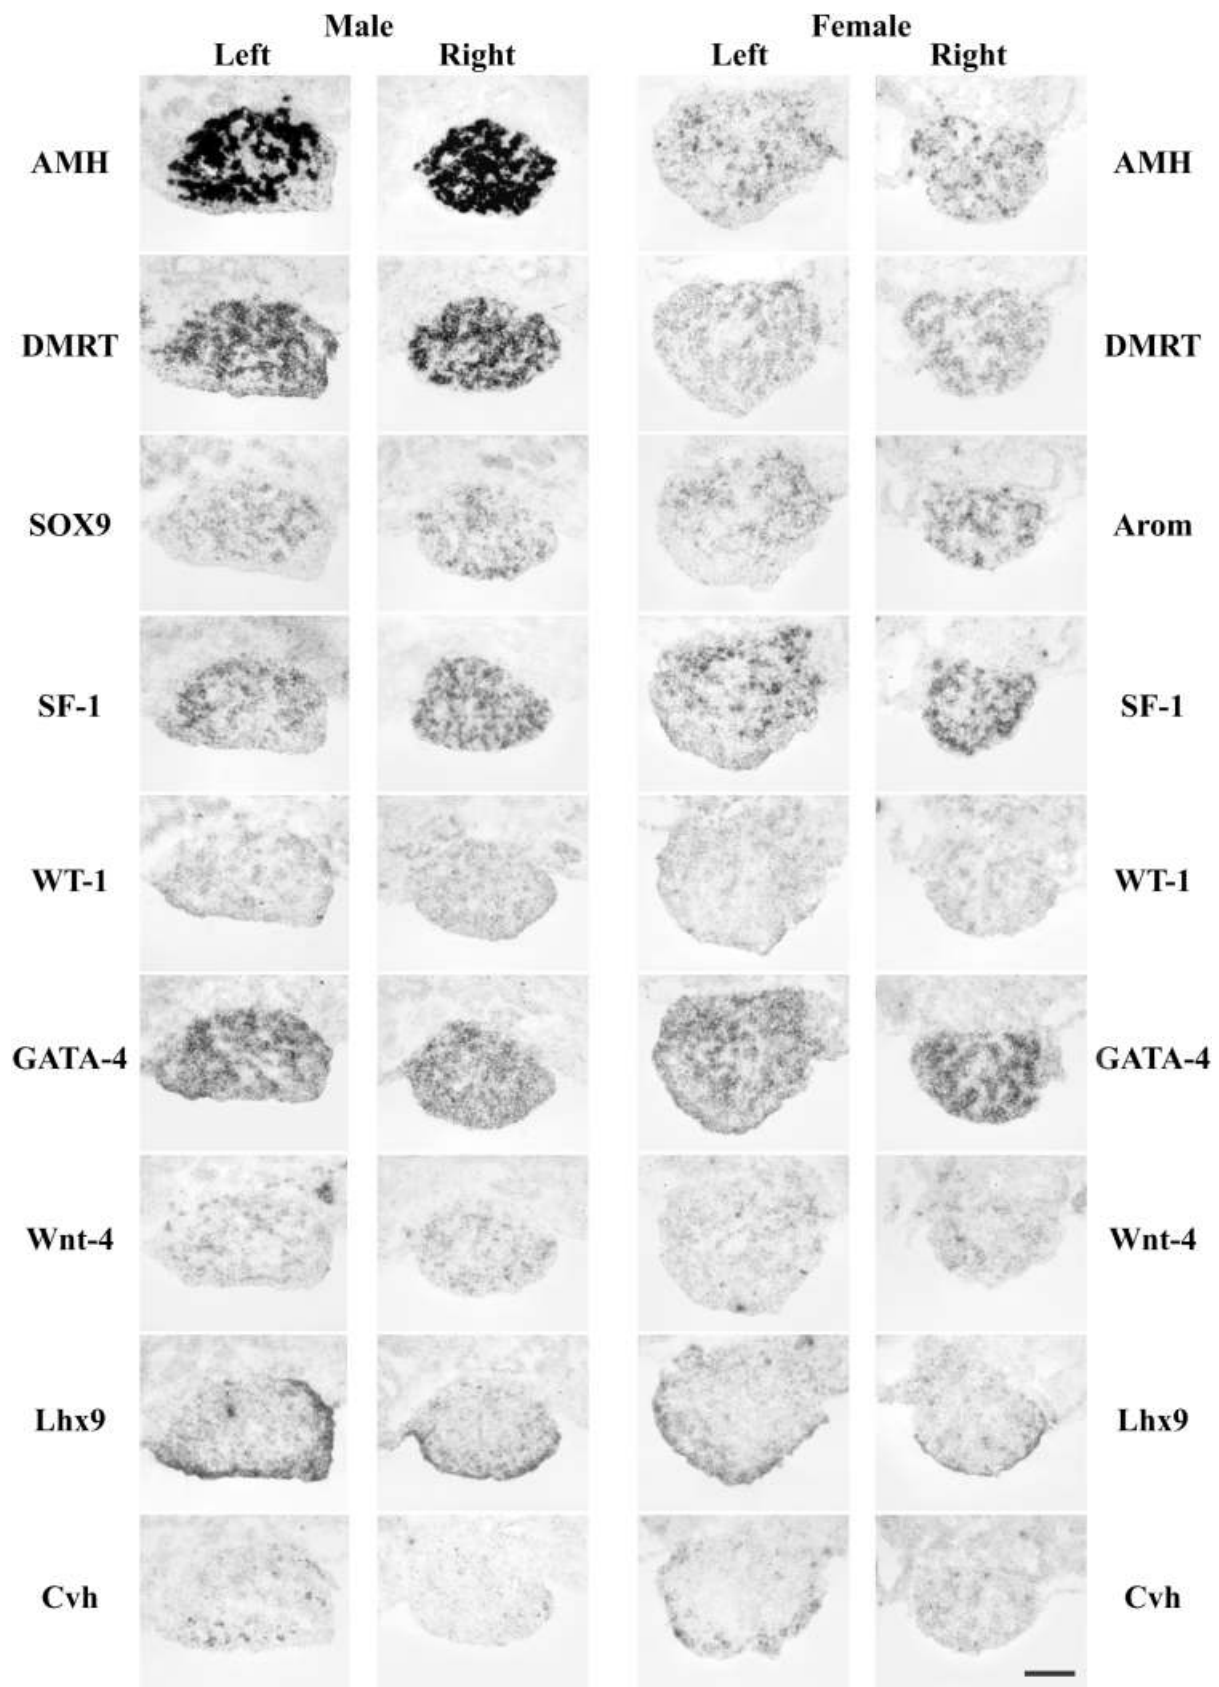 Male Female
Left Right Left Right
AMH AMH
DMRT DMRT
SOX9 Arom
SF-1 SF-1
WT-1 WT-1
GATA-4 GATA-4
Wnt-4 Wnt-4
Lhx9 Lhx9
Cvh Cvh